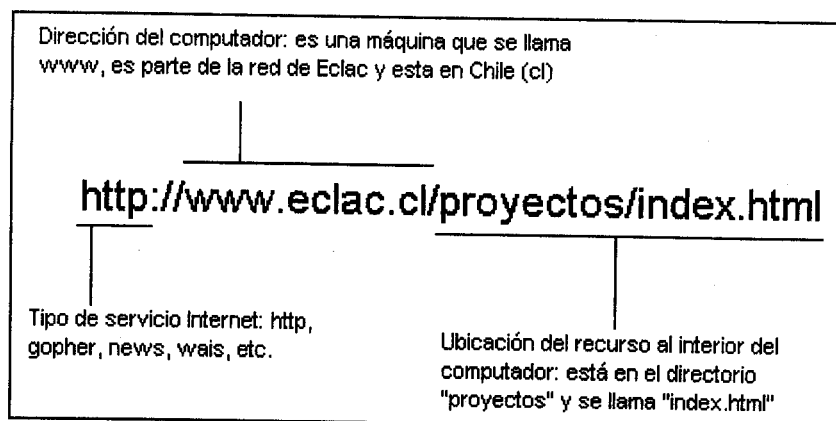 Dirección del computador: es una máquina que se llama
www, es parte de la red de Eclac y esta en Chile (cl)
http://www.eclac.cl/proyectos/index.html
Tipo de servicio Internet: http,
gopher, news, wais, etc.
Ubicación del recurso al interior del
computador: está en el directorio
"proyectos" y se llama "index.html"